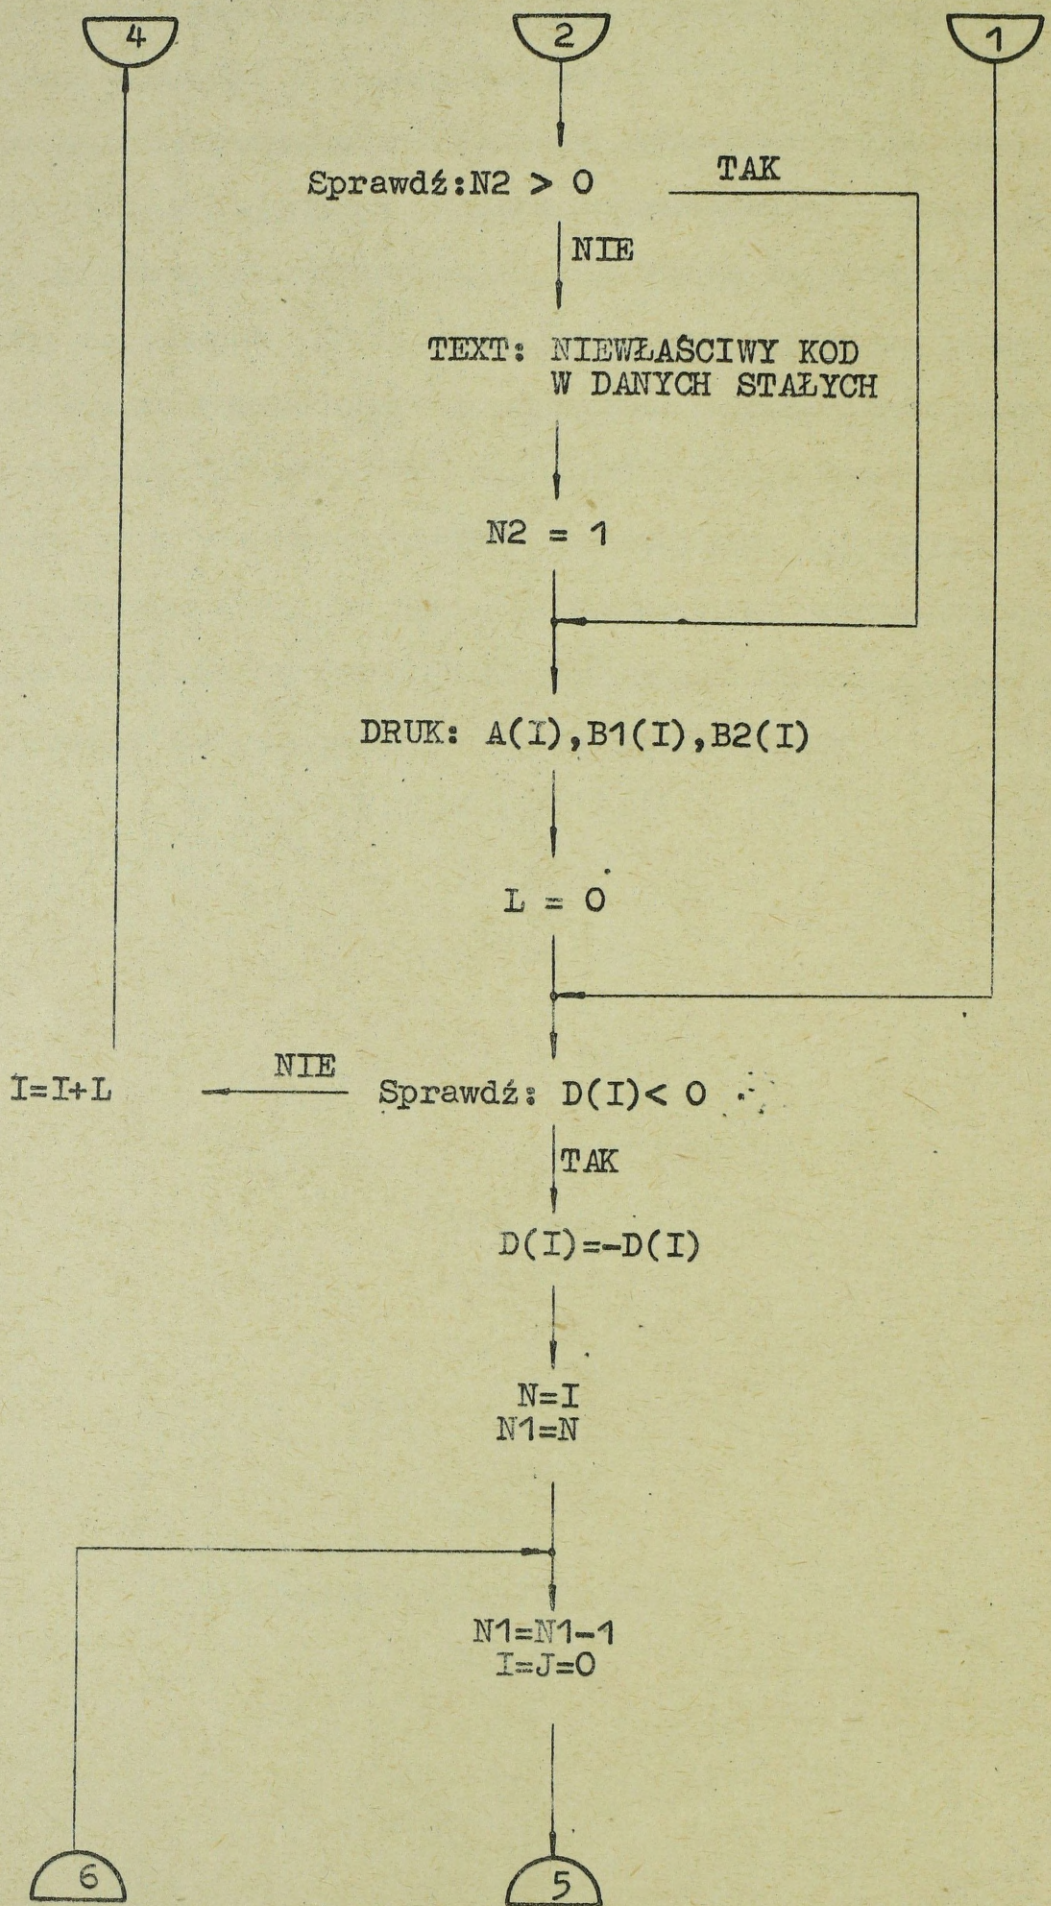 4
2
1
Sprawdź:N2 > 0
TAK
NIE
TEXT: NIEWŁAŚCIWY KOD
W DANYCH STAŁYCH
N2 = 1
DRUK: A(I),B1(I),B2(I)
L = 0
I=I+L
NIE
Sprawdź: D(I)< 0
TAK
D(I)=-D(I)
N=I
N1=N
N1=N1-1
I=J=0
6
5